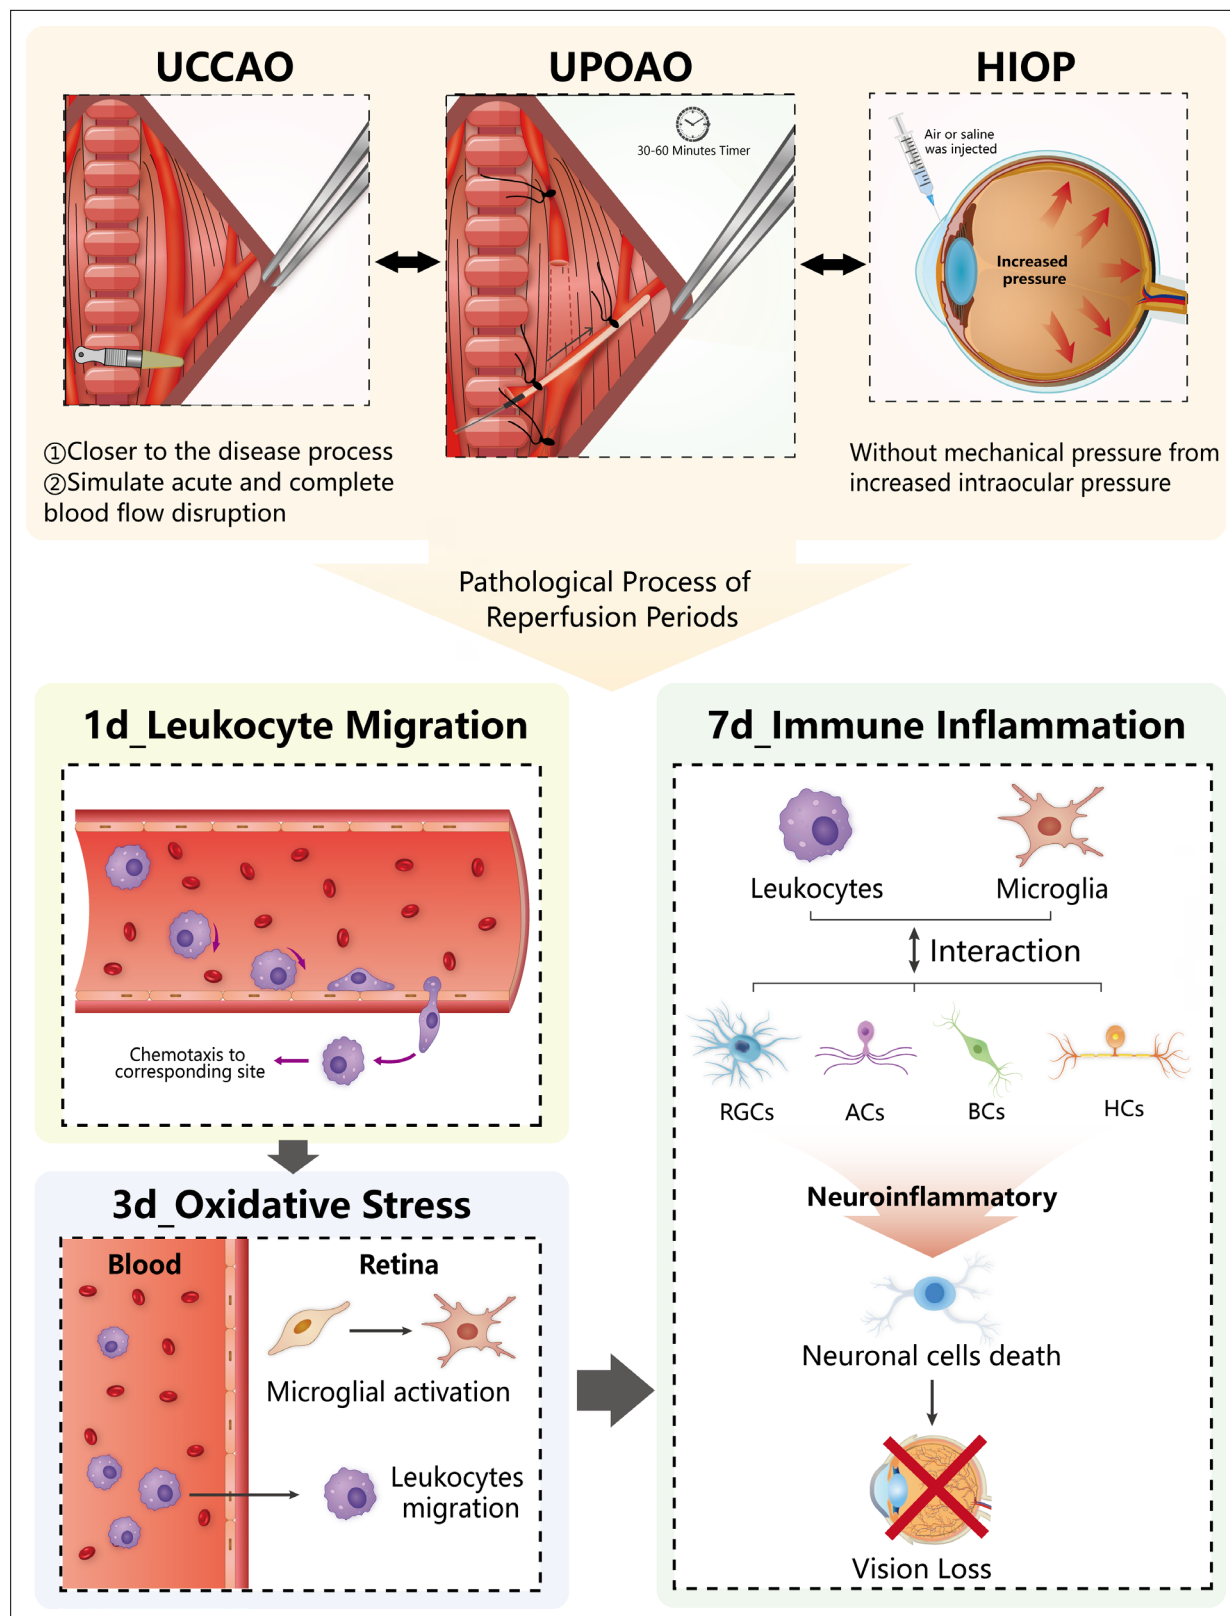 UCCAO
UPOAO
HIOP
30-60 Minutes Timer
Air or saline
was injected
Increased
pressure
①Closer to the disease process
②Simulate acute and complete
blood flow disruption
Without mechanical pressure from
increased intraocular pressure
Pathological Process of
Reperfusion Periods
1d_Leukocyte Migration
Chemotaxis to
corresponding site
3d_Oxidative Stress
Blood
Retina
Microglial activation
Leukocytes
migration
7d_Immune Inflammation
Leukocytes
Microglia
Interaction
RGCs
ACs
BCs
HCs
Neuroinflammatory
Neuronal cells death
Vision Loss